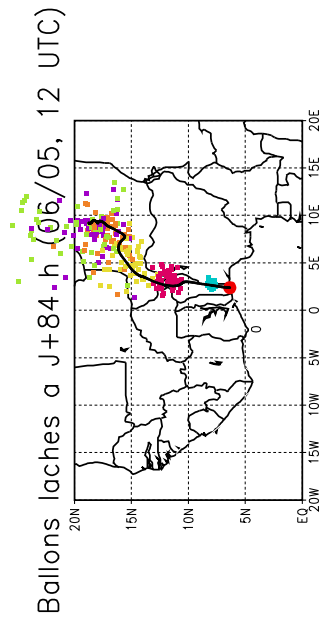 Ballons laches a J+84 h (06/05, 12 UTC)
20N
15N
10N
5N
EQ
20W
15W
10W
5W
0
5E
10E
15E
20E
0